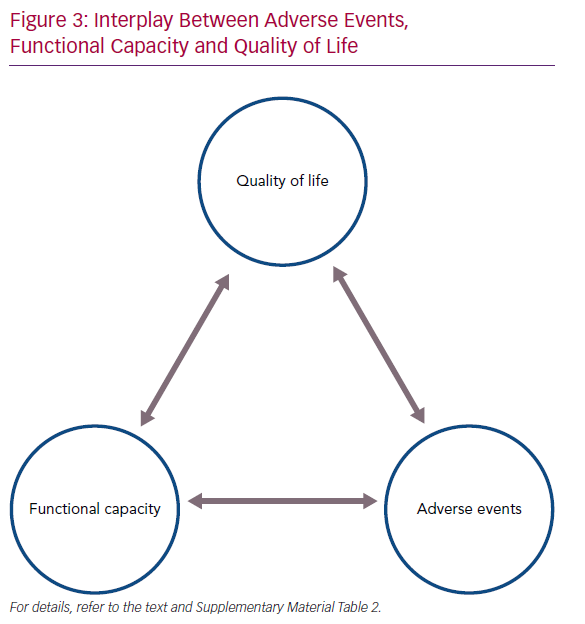 Figure 3: Interplay Between Adverse Events,
Functional Capacity and Quality of Life
Quality of life
Functional capacity
Adverse events
For details, refer to the text and Supplementary Material Table 2.